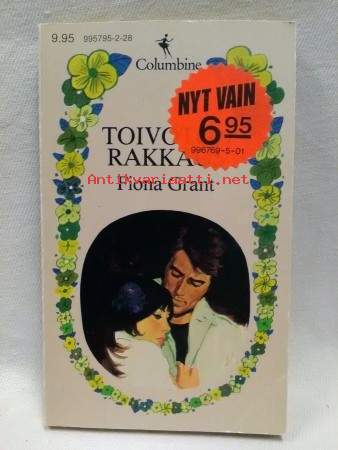 9.95 995795-2-28
Columbine
NYT VAIN
6.95
996769-5-01
Fiona Grant
Antikvariaatti.net